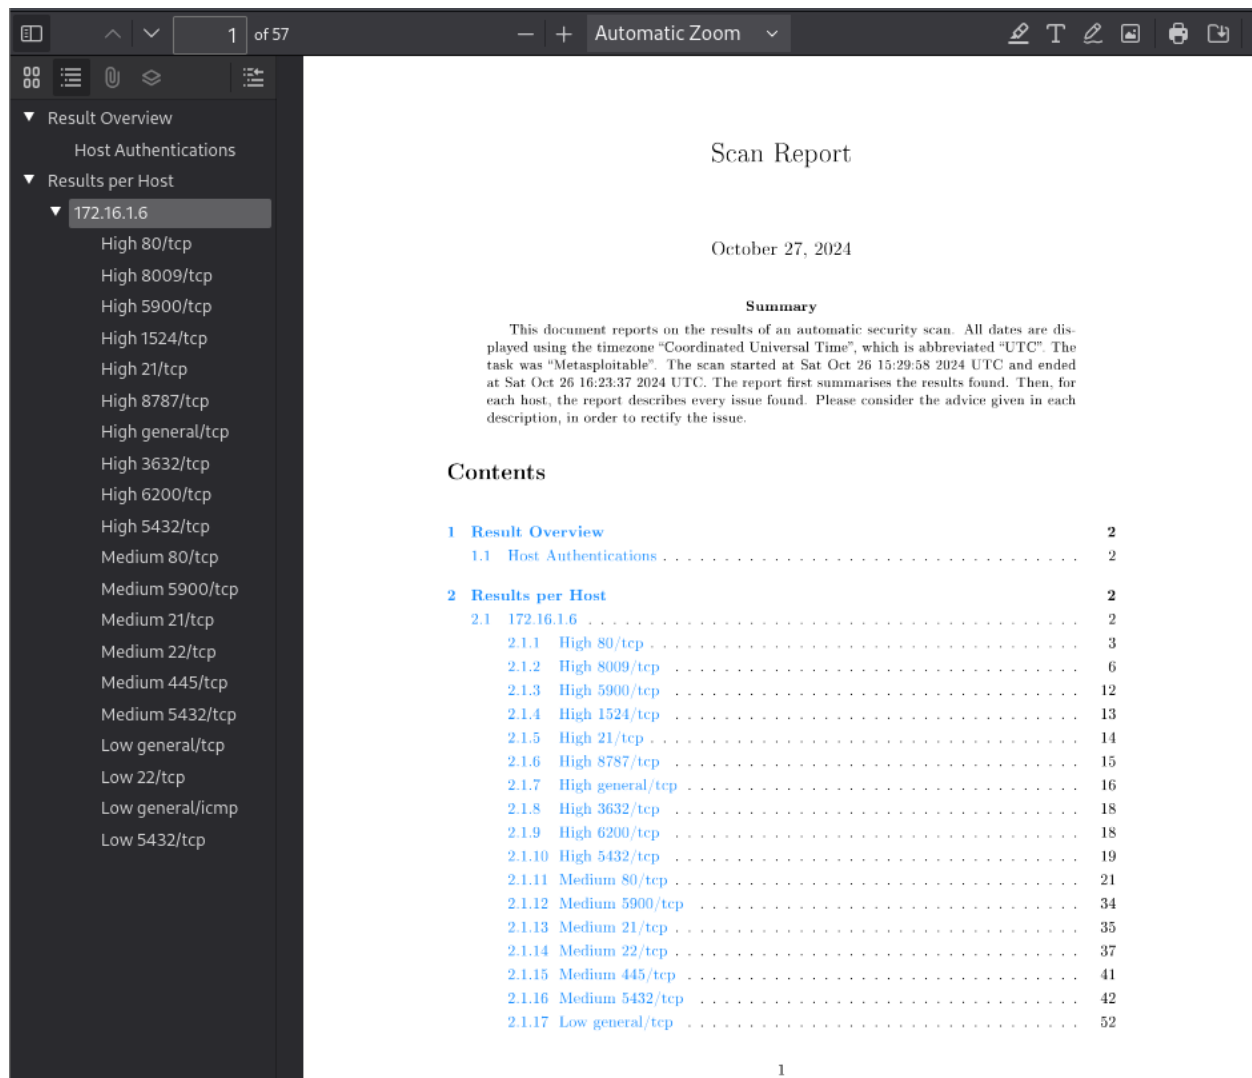 1 of 57
Automatic Zoom
Result Overview
Host Authentications
Results per Host
172.16.1.6
High 80/tcp
High 8009/tcp
High 5900/tcp
High 1524/tcp
High 21/tcp
High 8787/tcp
High general/tcp
High 3632/tcp
High 6200/tcp
High 5432/tcp
Medium 80/tcp
Medium 5900/tcp
Medium 21/tcp
Medium 22/tcp
Medium 445/tcp
Medium 5432/tcp
Low general/tcp
Low 22/tcp
Low general/icmp
Low 5432/tcp
Scan Report
October 27, 2024
Summary
This document reports on the results of an automatic security scan. All dates are dis-
played using the timezone “Coordinated Universal Time”, which is abbreviated “UTC”. The
task was “Metasploitable”. The scan started at Sat Oct 26 15:29:58 2024 UTC and ended
at Sat Oct 26 16:23:37 2024 UTC. The report first summarises the results found. Then, for
each host, the report describes every issue found. Please consider the advice given in each
description, in order to rectify the issue.
Contents
1 Result Overview 2
1.1 Host Authentications . . . . . . . . . . . . . . . . . . . . . . . . . . . . . . . . . . 2
2 Results per Host 2
2.1 172.16.1.6 . . . . . . . . . . . . . . . . . . . . . . . . . . . . . . . . . . . . . . . . 2
2.1.1 High 80/tcp . . . . . . . . . . . . . . . . . . . . . . . . . . . . . . . . . . . 3
2.1.2 High 8009/tcp . . . . . . . . . . . . . . . . . . . . . . . . . . . . . . . . . 6
2.1.3 High 5900/tcp . . . . . . . . . . . . . . . . . . . . . . . . . . . . . . . . . 12
2.1.4 High 1524/tcp . . . . . . . . . . . . . . . . . . . . . . . . . . . . . . . . . 13
2.1.5 High 21/tcp . . . . . . . . . . . . . . . . . . . . . . . . . . . . . . . . . . . 14
2.1.6 High 8787/tcp . . . . . . . . . . . . . . . . . . . . . . . . . . . . . . . . . 15
2.1.7 High general/tcp . . . . . . . . . . . . . . . . . . . . . . . . . . . . . . . . 16
2.1.8 High 3632/tcp . . . . . . . . . . . . . . . . . . . . . . . . . . . . . . . . . 18
2.1.9 High 6200/tcp . . . . . . . . . . . . . . . . . . . . . . . . . . . . . . . . . 18
2.1.10 High 5432/tcp . . . . . . . . . . . . . . . . . . . . . . . . . . . . . . . . . 19
2.1.11 Medium 80/tcp . . . . . . . . . . . . . . . . . . . . . . . . . . . . . . . . . 21
2.1.12 Medium 5900/tcp . . . . . . . . . . . . . . . . . . . . . . . . . . . . . . . 34
2.1.13 Medium 21/tcp . . . . . . . . . . . . . . . . . . . . . . . . . . . . . . . . . 35
2.1.14 Medium 22/tcp . . . . . . . . . . . . . . . . . . . . . . . . . . . . . . . . . 37
2.1.15 Medium 445/tcp . . . . . . . . . . . . . . . . . . . . . . . . . . . . . . . . 41
2.1.16 Medium 5432/tcp . . . . . . . . . . . . . . . . . . . . . . . . . . . . . . . 42
2.1.17 Low general/tcp . . . . . . . . . . . . . . . . . . . . . . . . . . . . . . . . 52
1